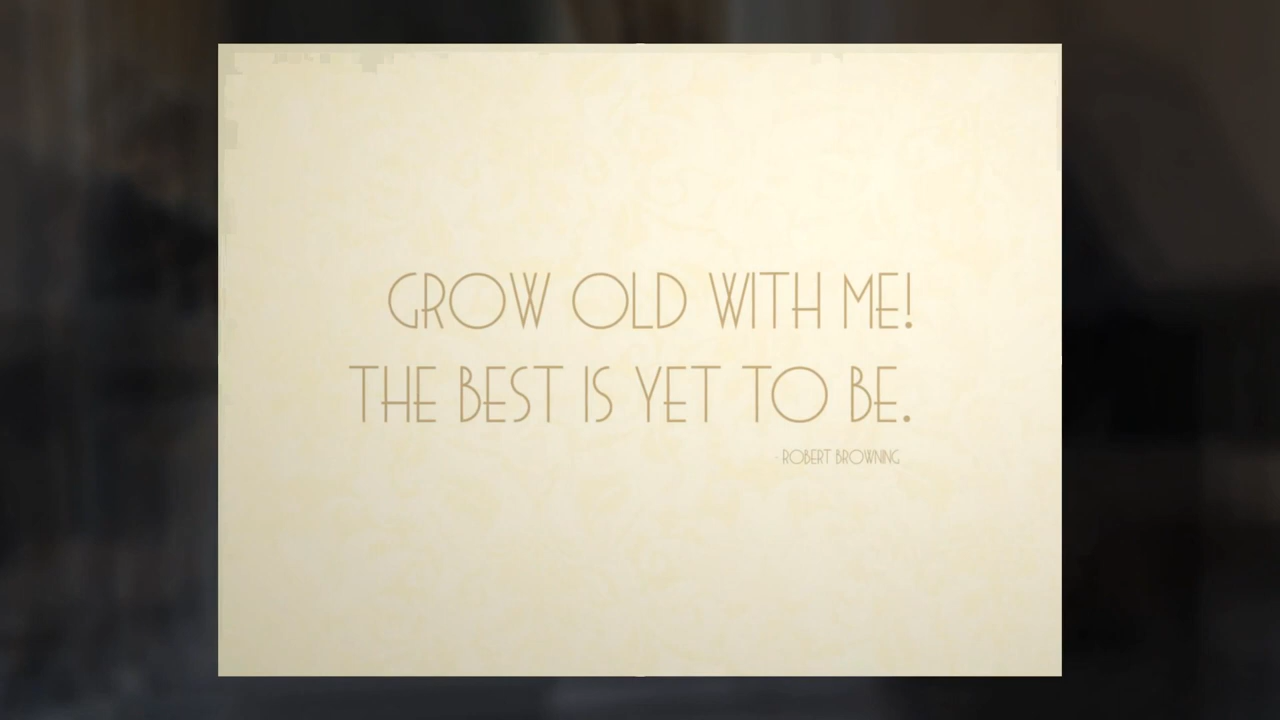 GROW OLD WITH ME!
THE BEST IS YET TO BE.
- ROBERT BROWNING